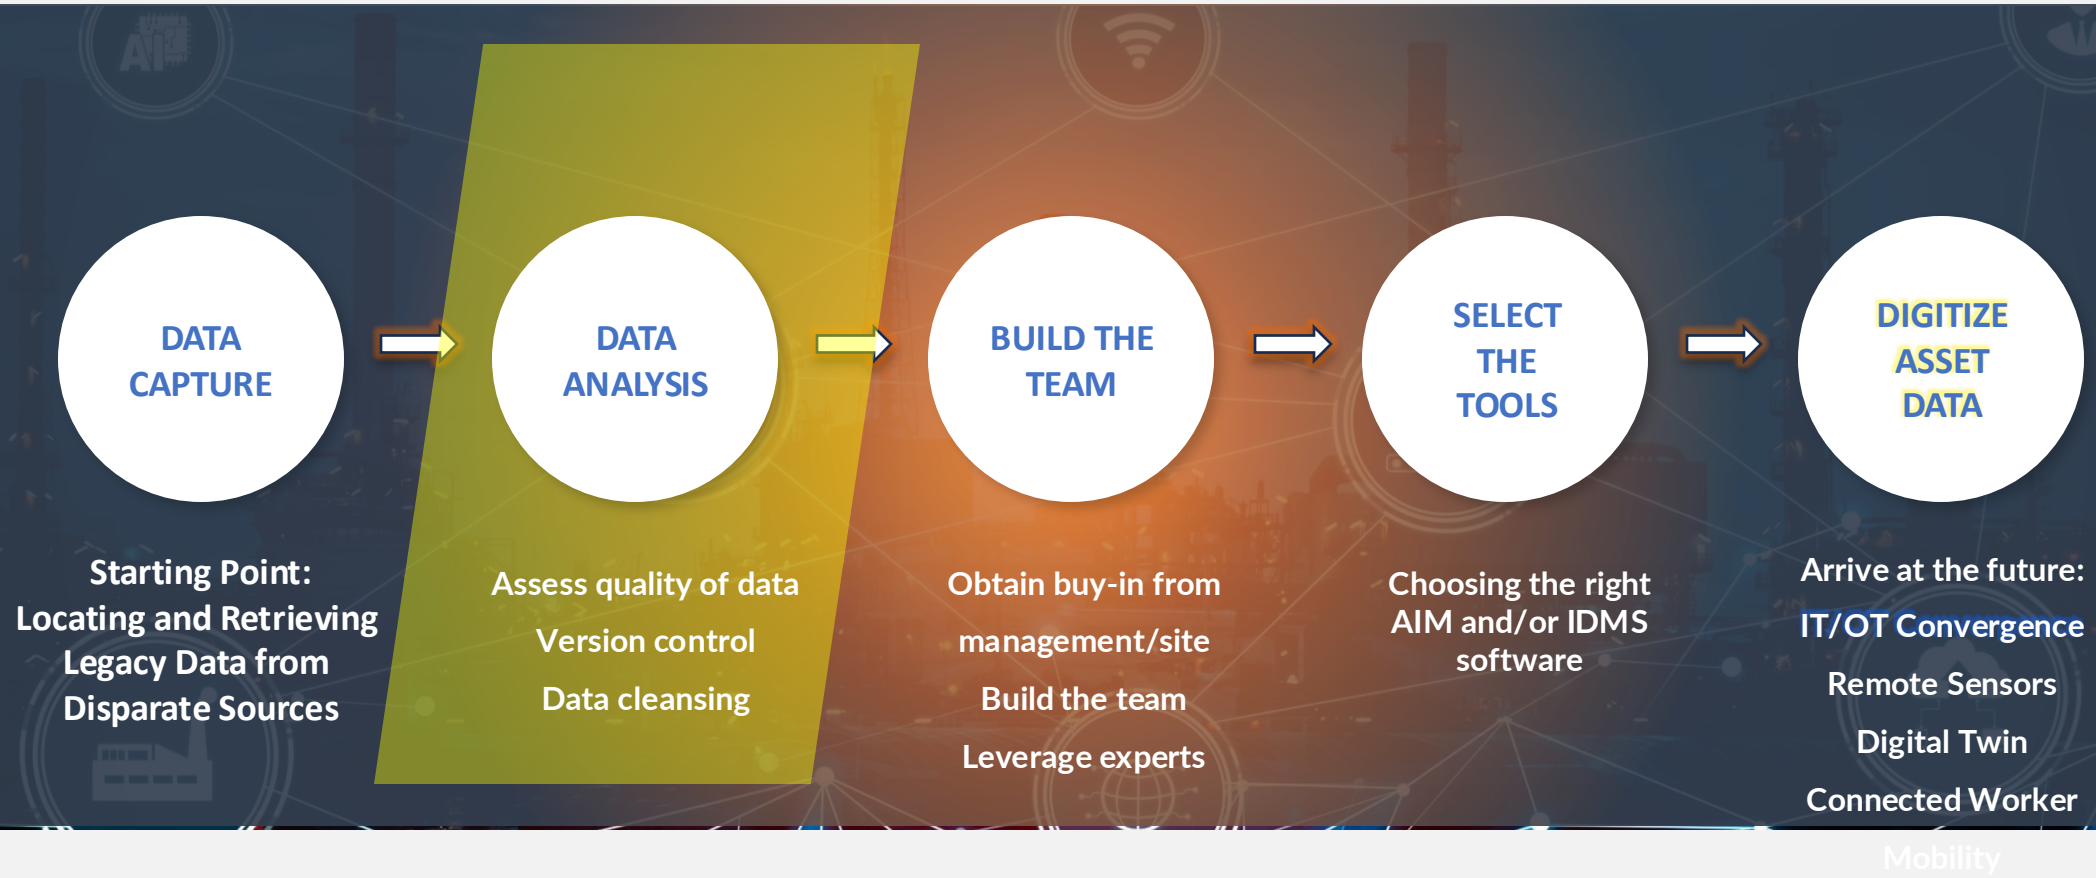 AI
DATA
CAPTURE
DATA
ANALYSIS
BUILD THE
TEAM
SELECT
THE
TOOLS
DIGITIZE
ASSET
DATA
Starting Point:
Locating and Retrieving
Legacy Data from
Disparate Sources
Assess quality of data
Version control
Data cleansing
Obtain buy-in from
management/site
Build the team
Leverage experts
Choosing the right
AIM and/or IDMS
software
Arrive at the future:
IT/OT Convergence
Remote Sensors
Digital Twin
Connected Worker
Mobility